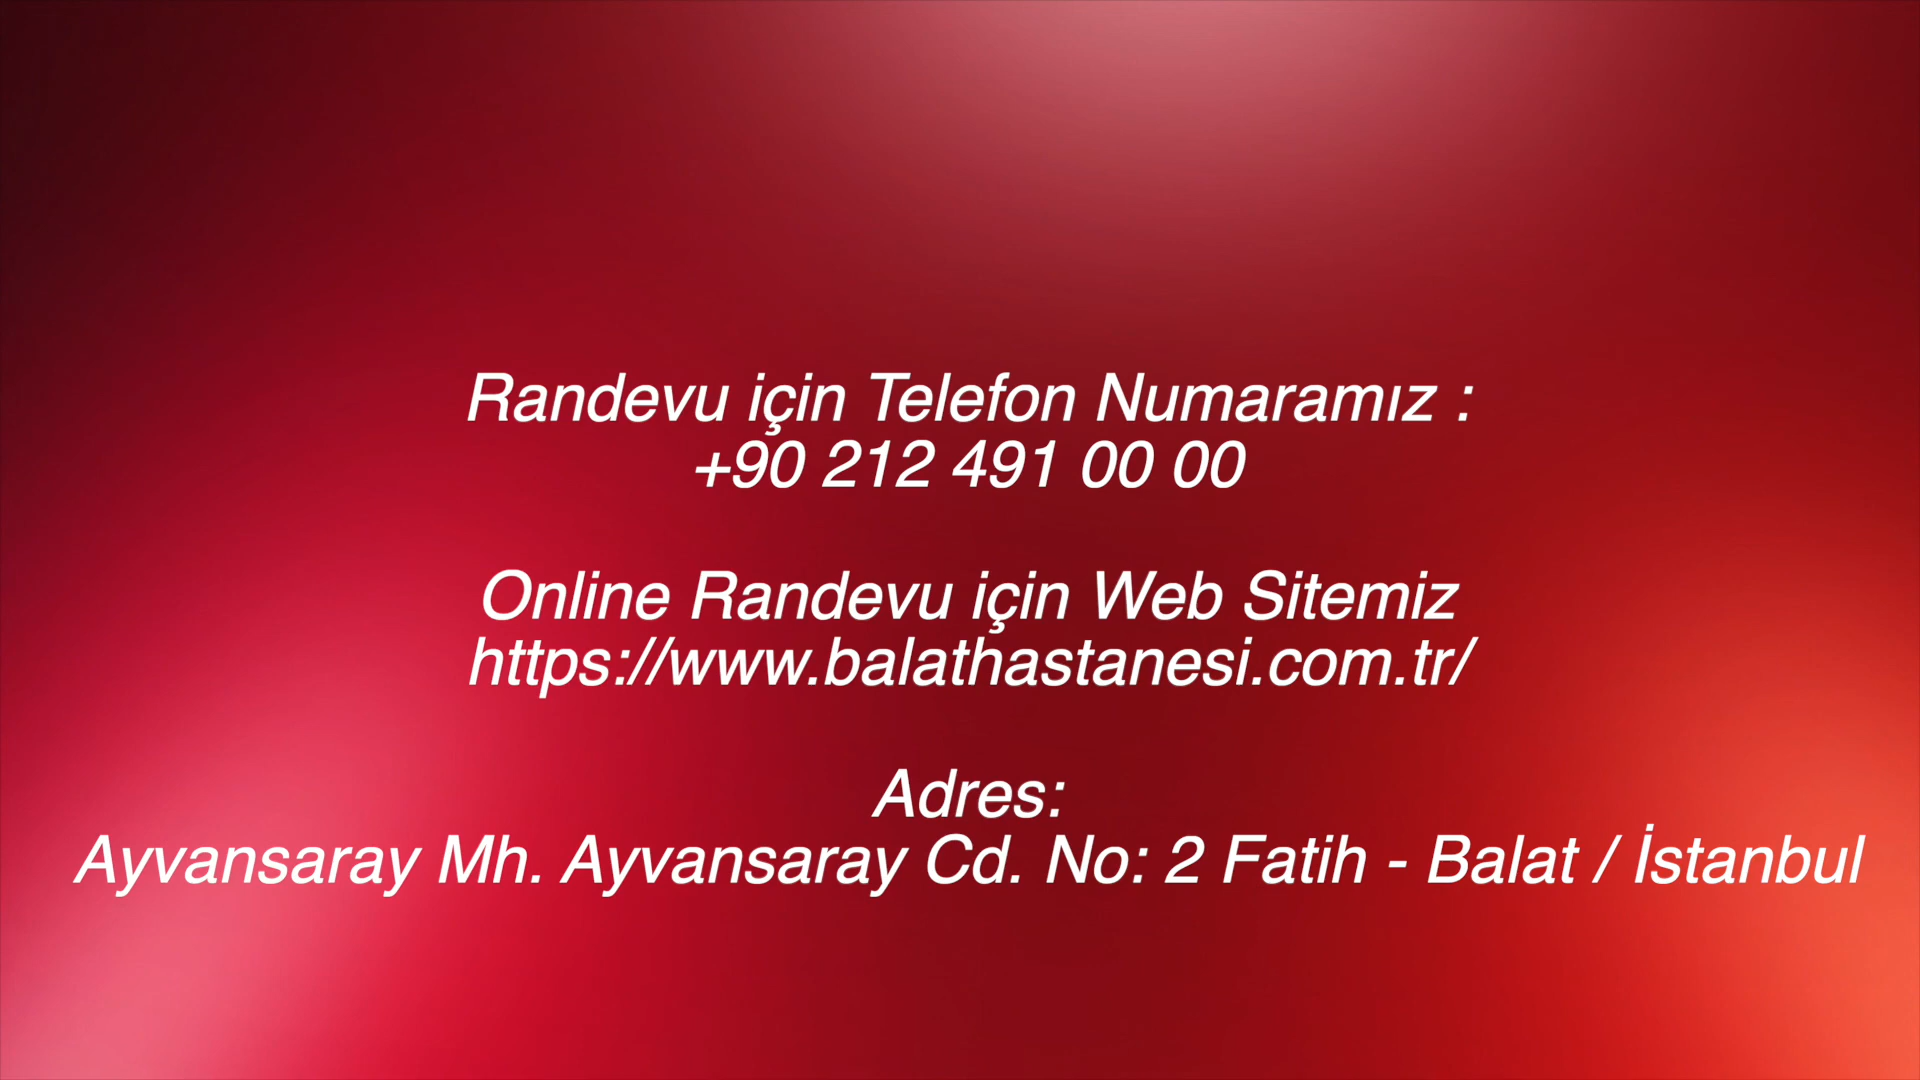 Randevu için Telefon Numaramız :
+90 212 491 00 00
Online Randevu için Web Sitemiz
https://www.balathastanesi.com.tr/
Adres:
Ayvansaray Mh. Ayvansaray Cd. No: 2 Fatih - Balat / İstanbul